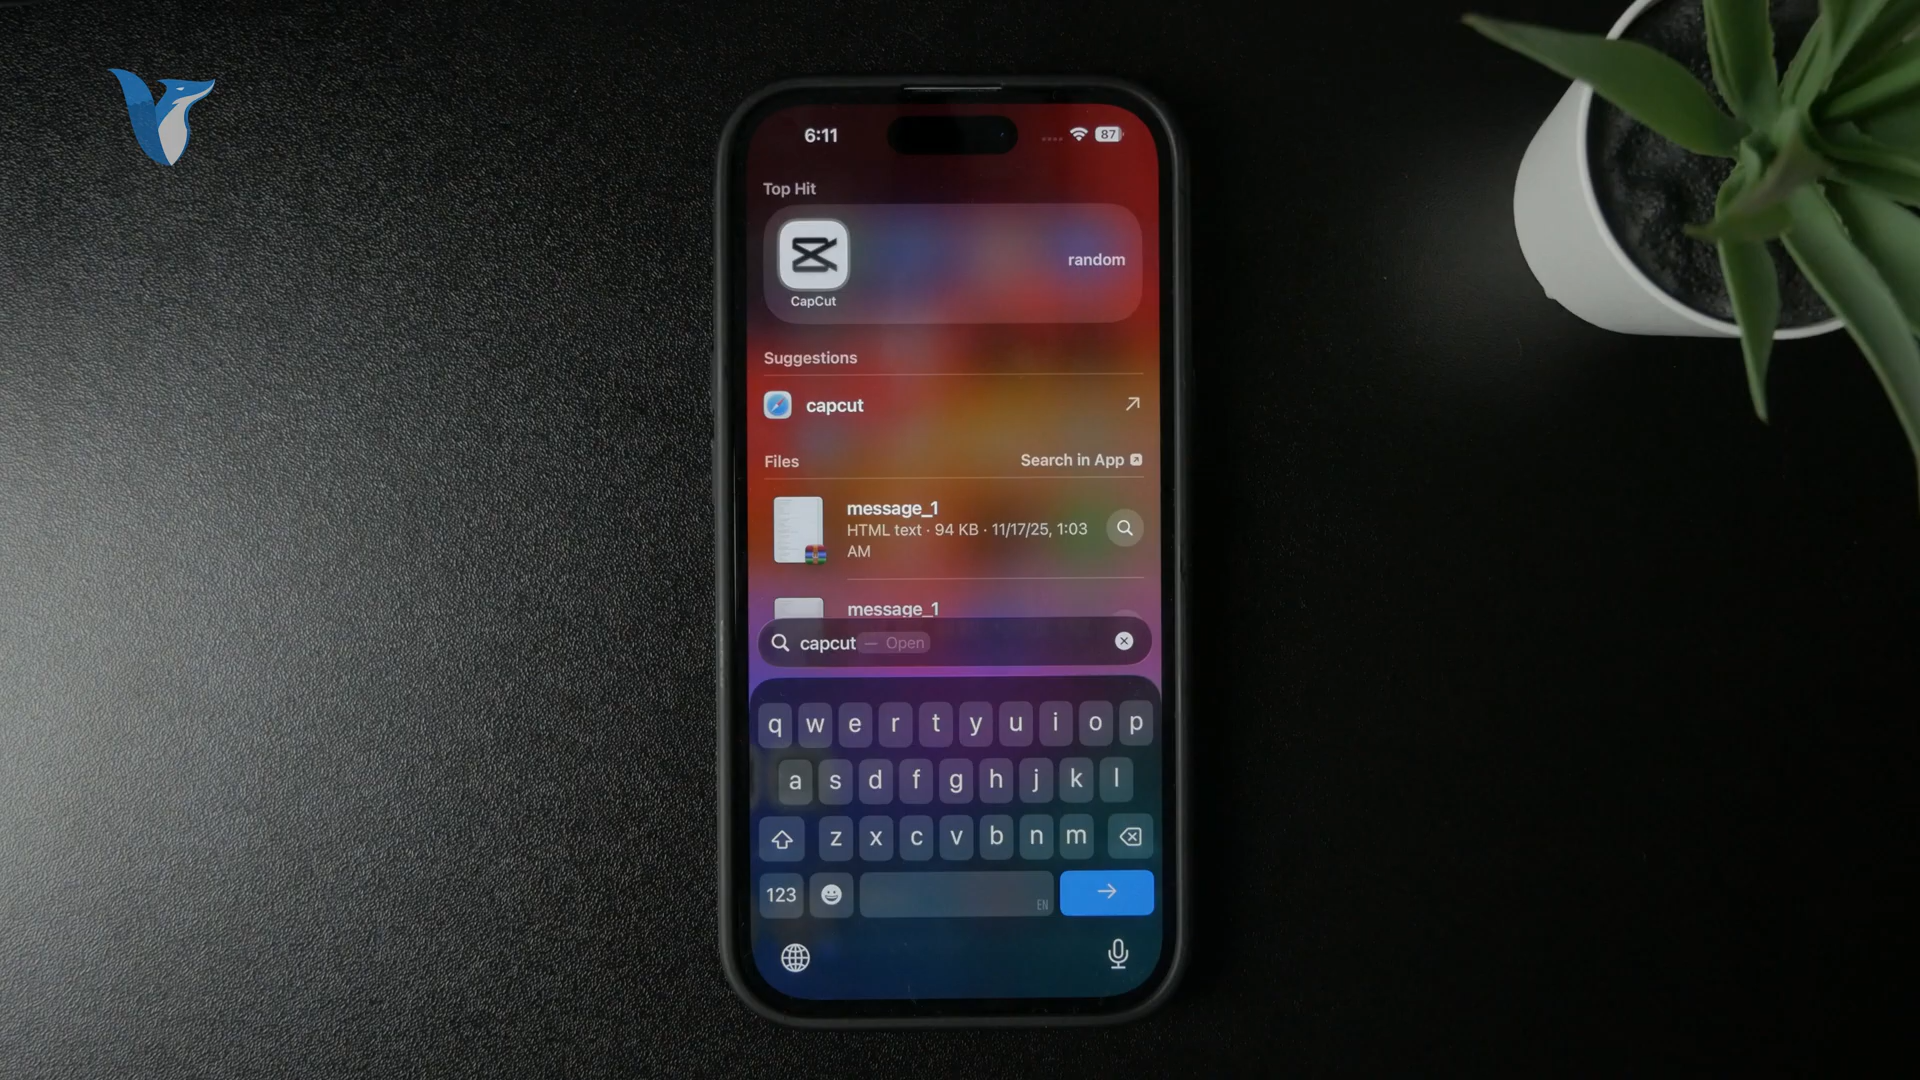 6:11
87
Top Hit
CapCut
random
Suggestions
capcut
Files
Search in App
message_1
HTML text · 94 KB · 11/17/25, 1:03
AM
message_1
capcut — Open
q w e r t y u i o p
a s d f g h j k l
z x c v b n m
123
EN